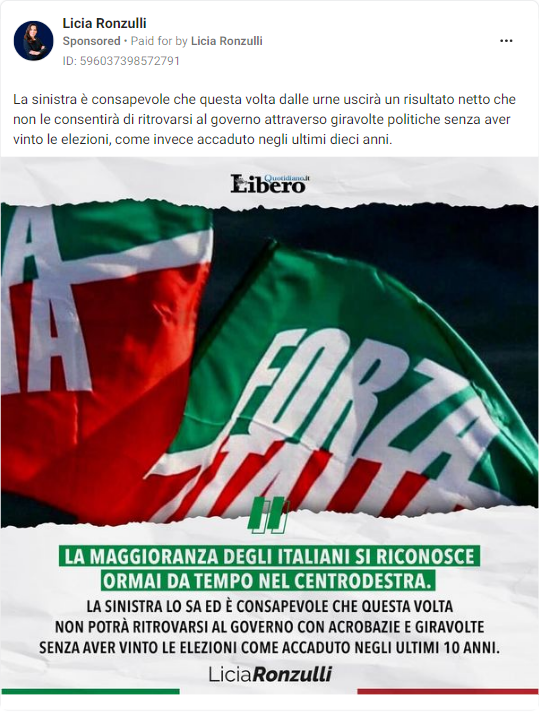 Licia Ronzulli
Sponsored • Paid for by Licia Ronzulli
ID: 596037398572791
La sinistra è consapevole che questa volta dalle urne uscirà un risultato netto che
non le consentirà di ritrovarsi al governo attraverso giravolte politiche senza aver
vinto le elezioni, come invece accaduto negli ultimi dieci anni.
Quotidiano.it
Libero
A
IA
FORZA
ITALIA
LA MAGGIORANZA DEGLI ITALIANI SI RICONOSCE
ORMAI DA TEMPO NEL CENTRODESTRA.
LA SINISTRA LO SA ED È CONSAPEVOLE CHE QUESTA VOLTA
NON POTRÀ RITROVARSI AL GOVERNO CON ACROBAZIE E GIRAVOLTE
SENZA AVER VINTO LE ELEZIONI COME ACCADUTO NEGLI ULTIMI 10 ANNI.
LiciaRonzulli